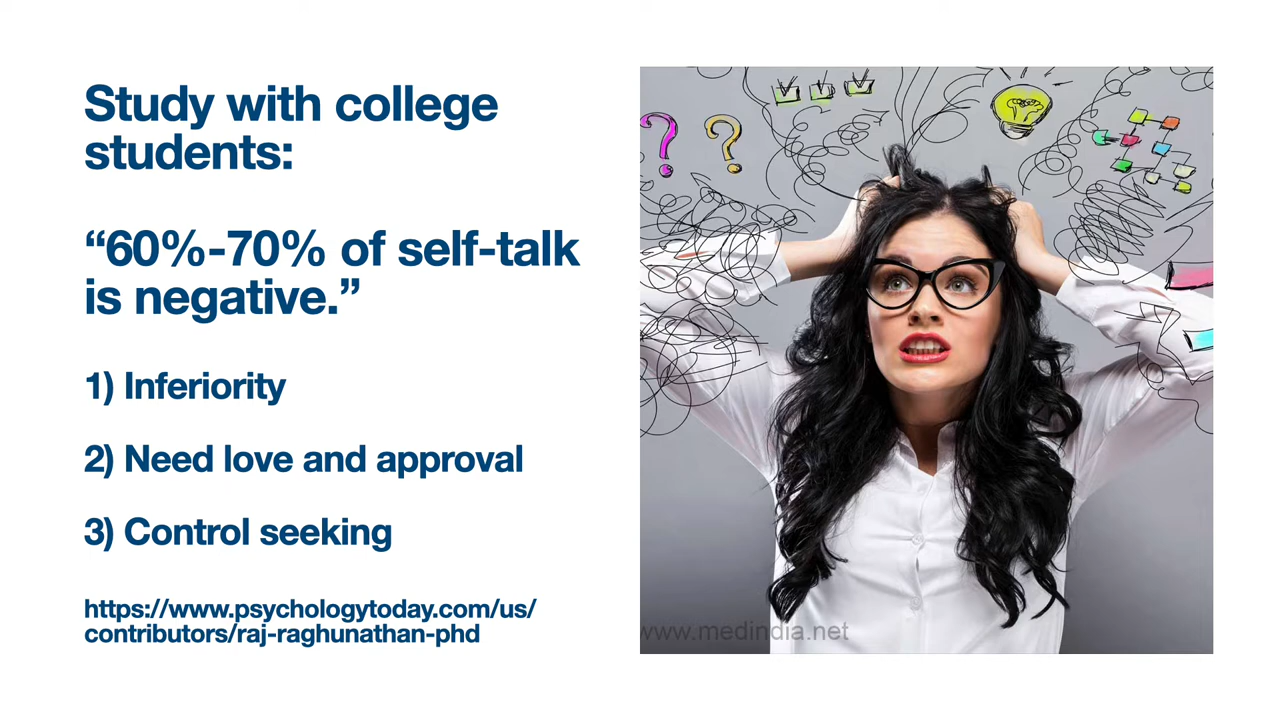 Study with college
students:
“60%-70% of self-talk
is negative.”
1) Inferiority
2) Need love and approval
3) Control seeking
https://www.psychologytoday.com/us/
contributors/raj-raghunathan-phd
? ?
www.medindia.net